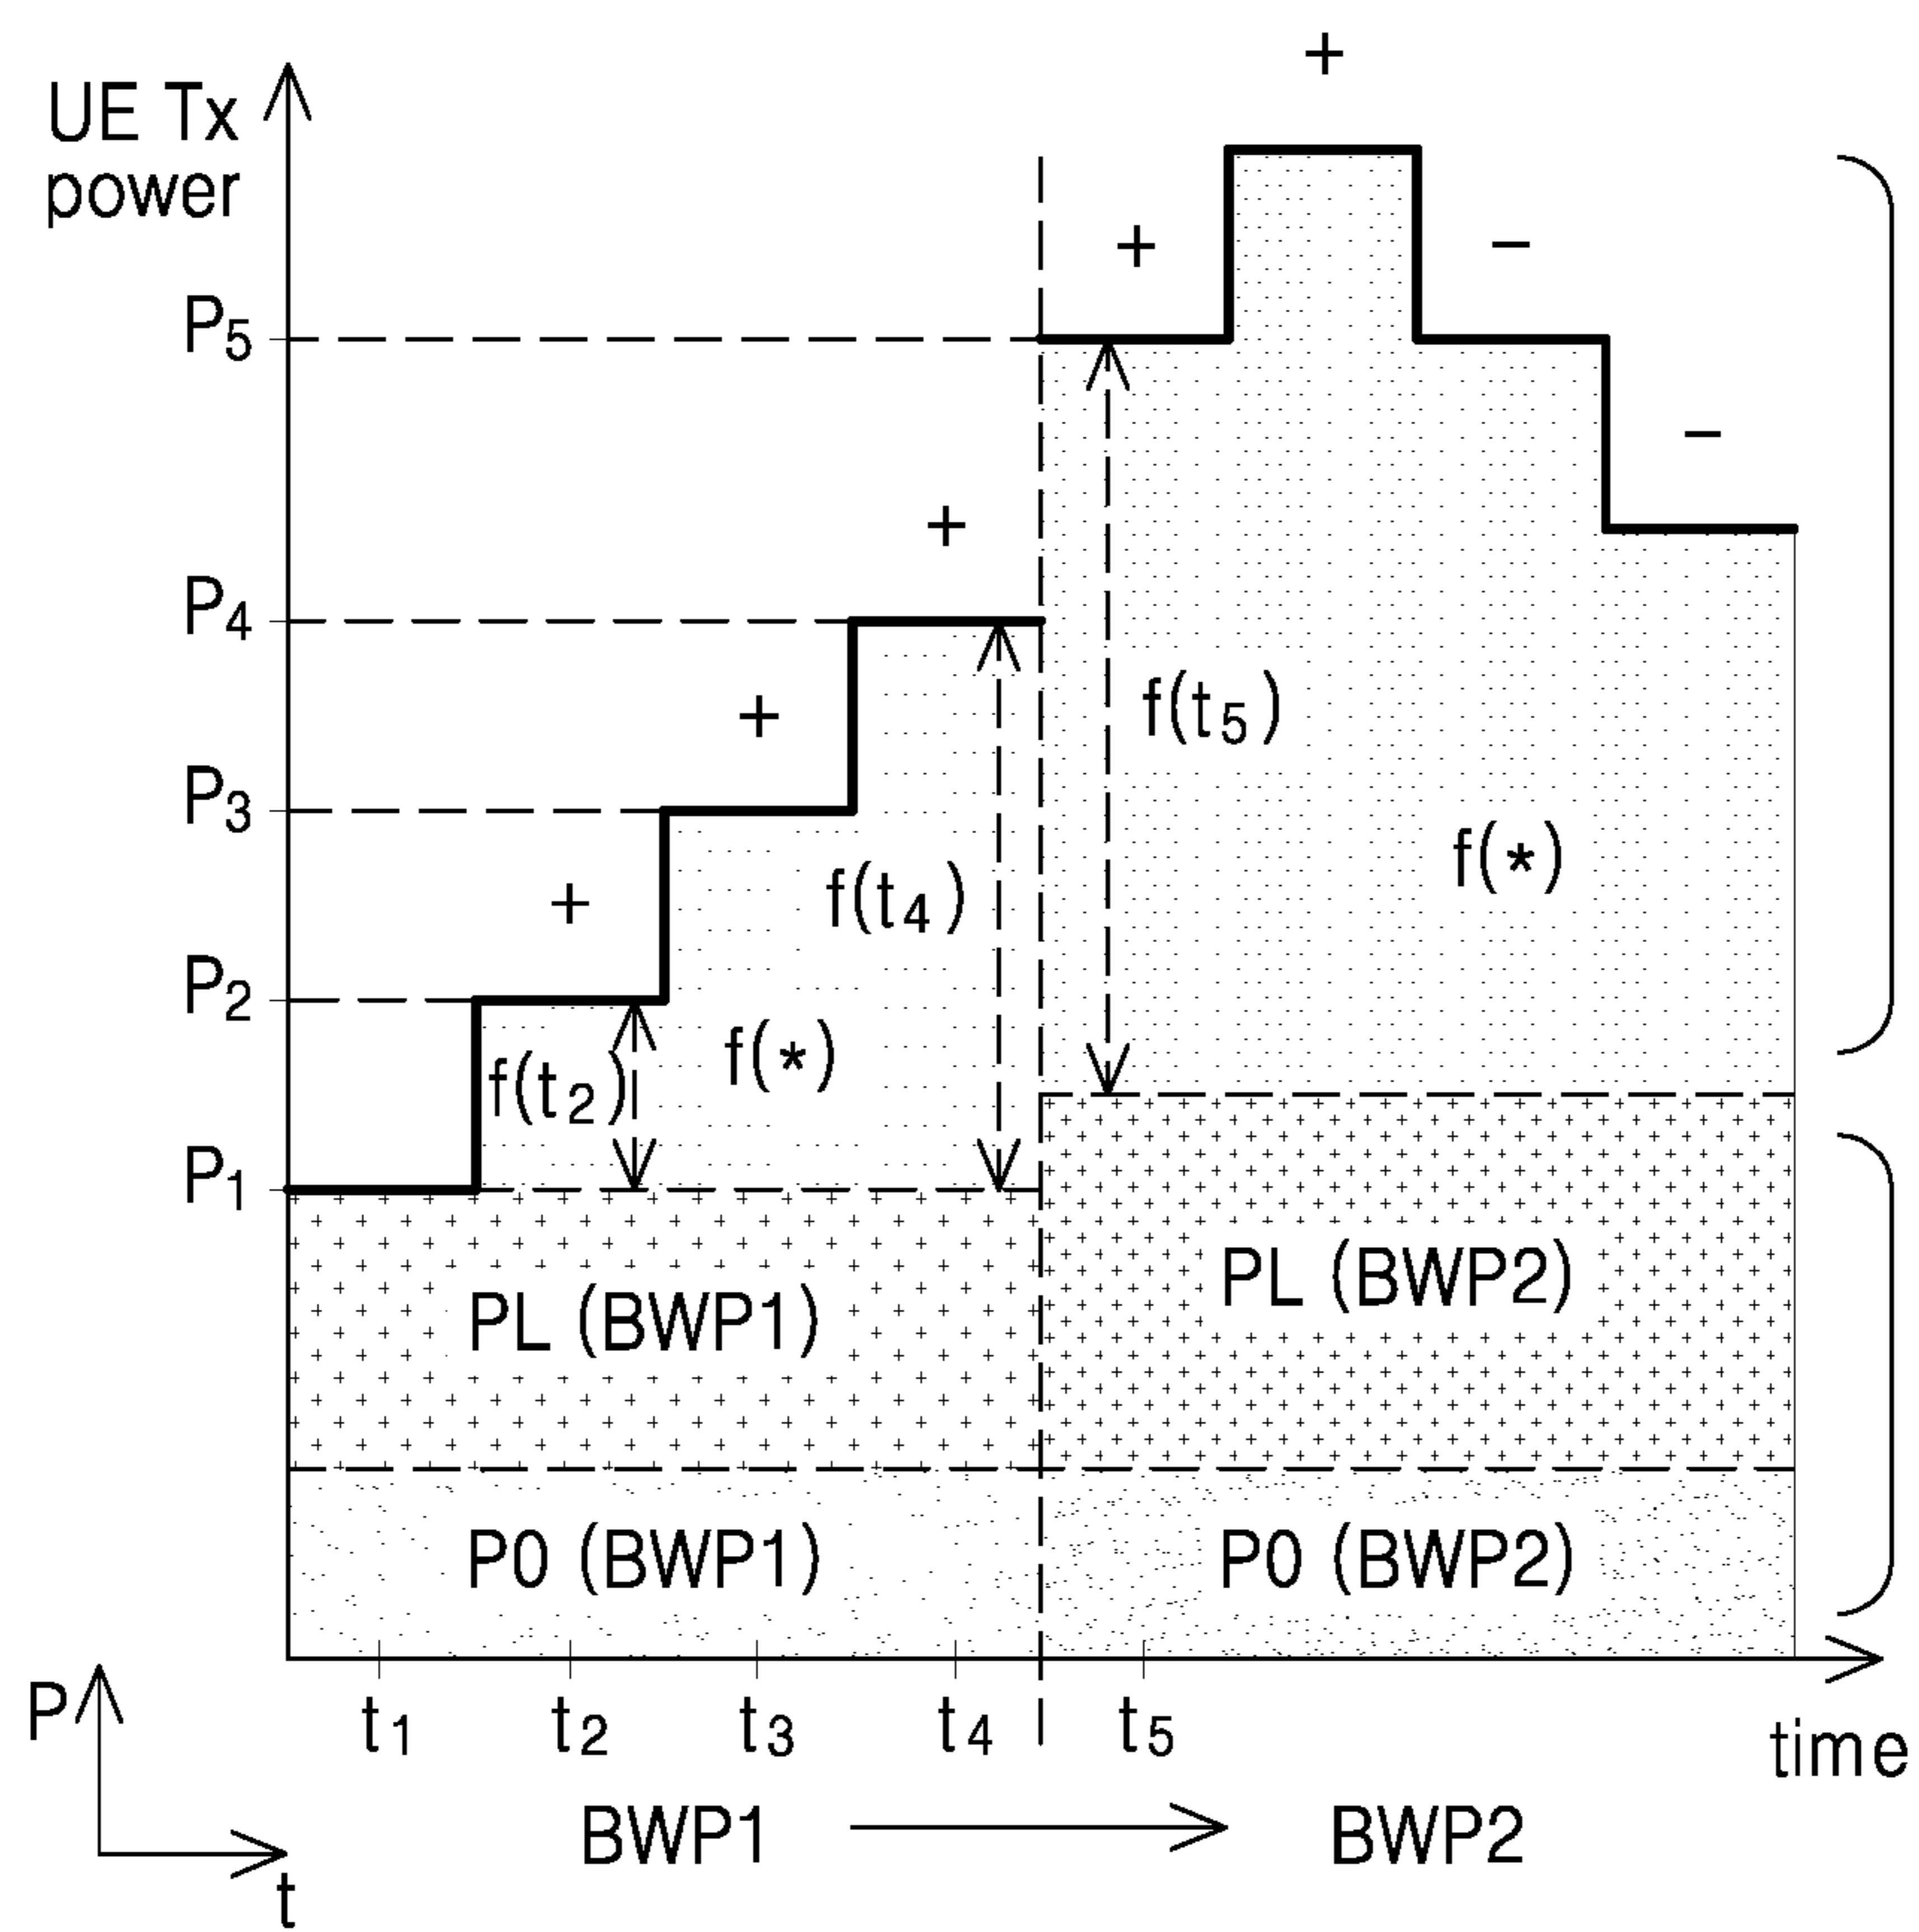 UE Tx
power
+
+
−
P5
−
+
P4
f(t5)
+
P3
f(*)
f(t4)
+
P2
f(*)
f(t2)
P1
PL (BWP2)
PL (BWP1)
P0 (BWP1)
P0 (BWP2)
P
t1
t2
t3
t4
t5
time
BWP1
BWP2
t